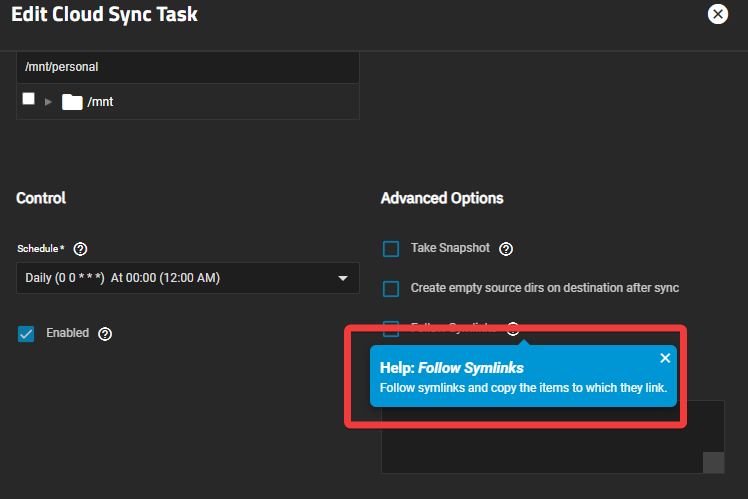 Edit Cloud Sync Task
/mnt/personal
/mnt
Control
Schedule *
Daily (0 0 * * *) At 00:00 (12:00 AM)
Enabled
Advanced Options
Take Snapshot
Create empty source dirs on destination after sync
Follow Symlinks
Help: Follow Symlinks
Follow symlinks and copy the items to which they link.